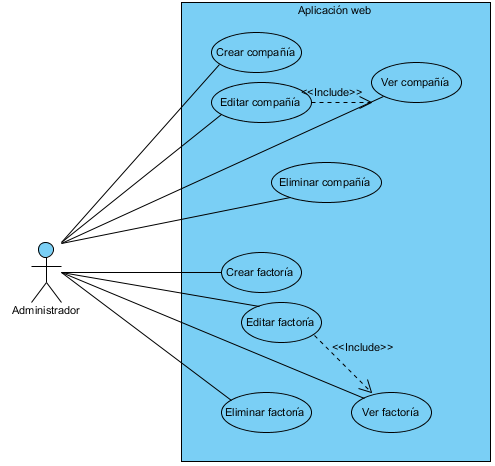 Aplicación web
Crear compañía
Ver compañía
<<Include>>
Editar compañía
Eliminar compañía
Crear factoría
Administrador
Editar factoría
<<Include>>
Eliminar factoría
Ver factoría